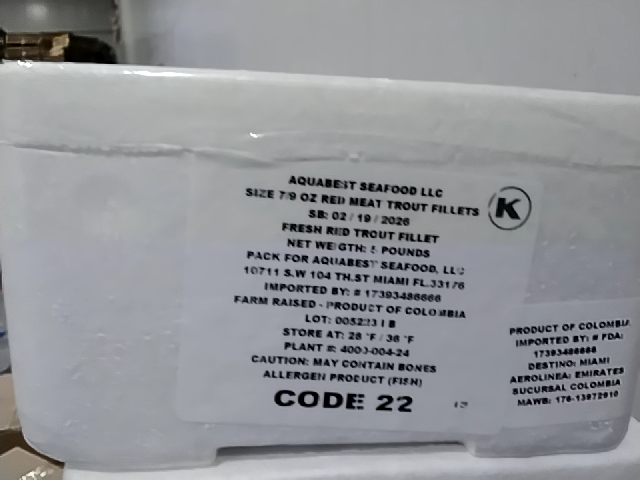 AQUABEST SEAFOOD LLC
SIZE 7/9 OZ RED MEAT TROUT FILLETS
K
SB: 02 / 19 / 2026
FRESH RED TROUT FILLET
NET WEIGTH: 5 POUNDS
PACK FOR AQUABEST SEAFOOD, LLC
10711 S.W 104 TH.ST MIAMI FL.33176
IMPORTED BY: # 17393486666
FARM RAISED - PRODUCT OF COLOMBIA
LOT:
STORE AT: 28 °F / 36 °F
PLANT #: 4003-004-24
CAUTION: MAY CONTAIN BONES
ALLERGEN PRODUCT (FISH)
CODE 22
PRODUCT OF COLOMBIA
IMPORTED BY: # FDA:
17393486666
DESTINO: MIAMI
AEROLINEA: EMIRATES
SUCURSAL COLOMBIA
MAWB: 176-13972910